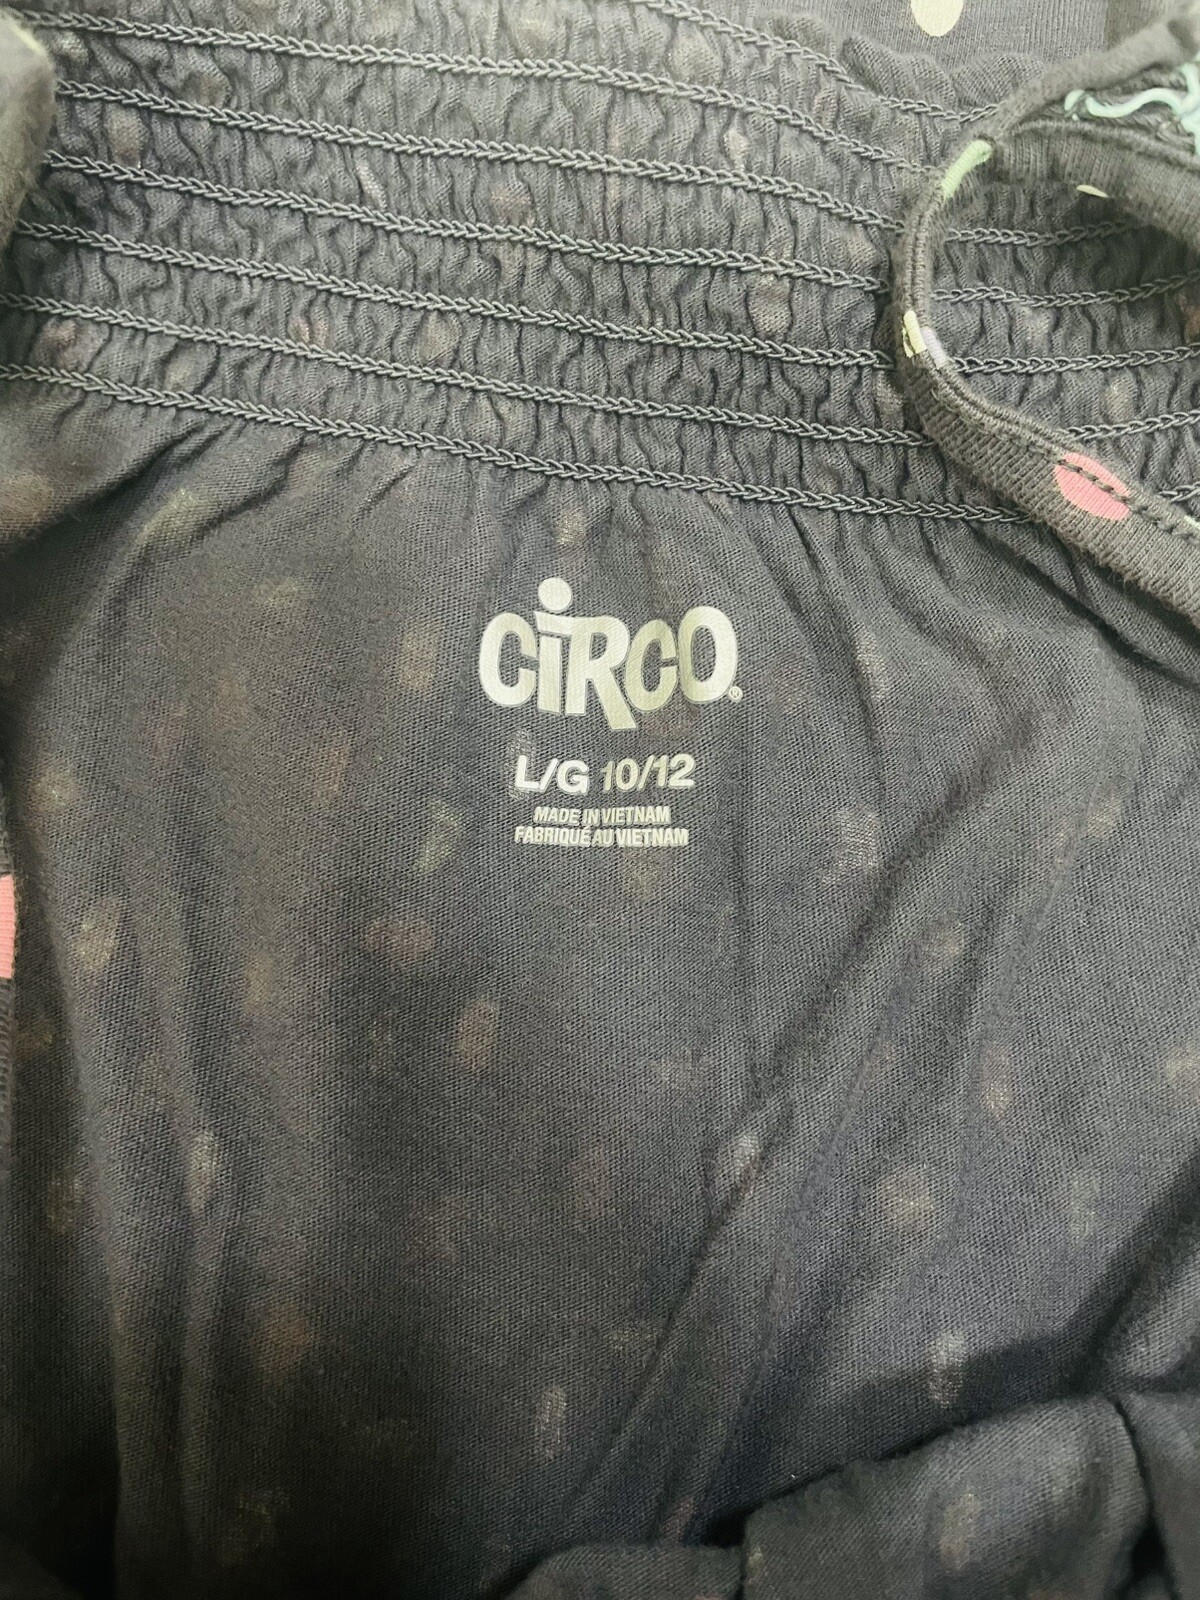 CiRCO®
L/G 10/12
MADE IN VIETNAM
FABRIQUÉ AU VIETNAM